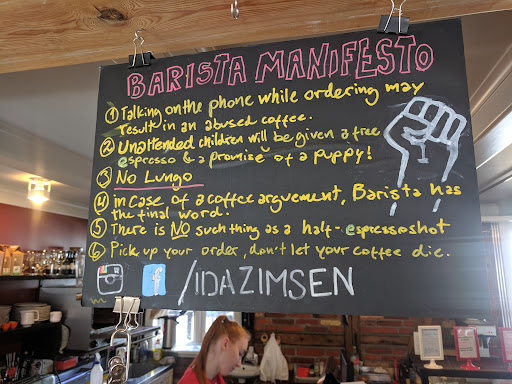 BARISTA MANIFESTO
① Talking on the phone while ordering may
result in an abused coffee.
② Unattended children will be given a free
espresso & a promise of a puppy!
③ No Lungo
④ in case of a coffee arguement, Barista has
the final word.
⑤ There is NO such thing as a half-espresso shot
⑥ Pick up your order, don't let your coffee die.
/IDAZIMSEN